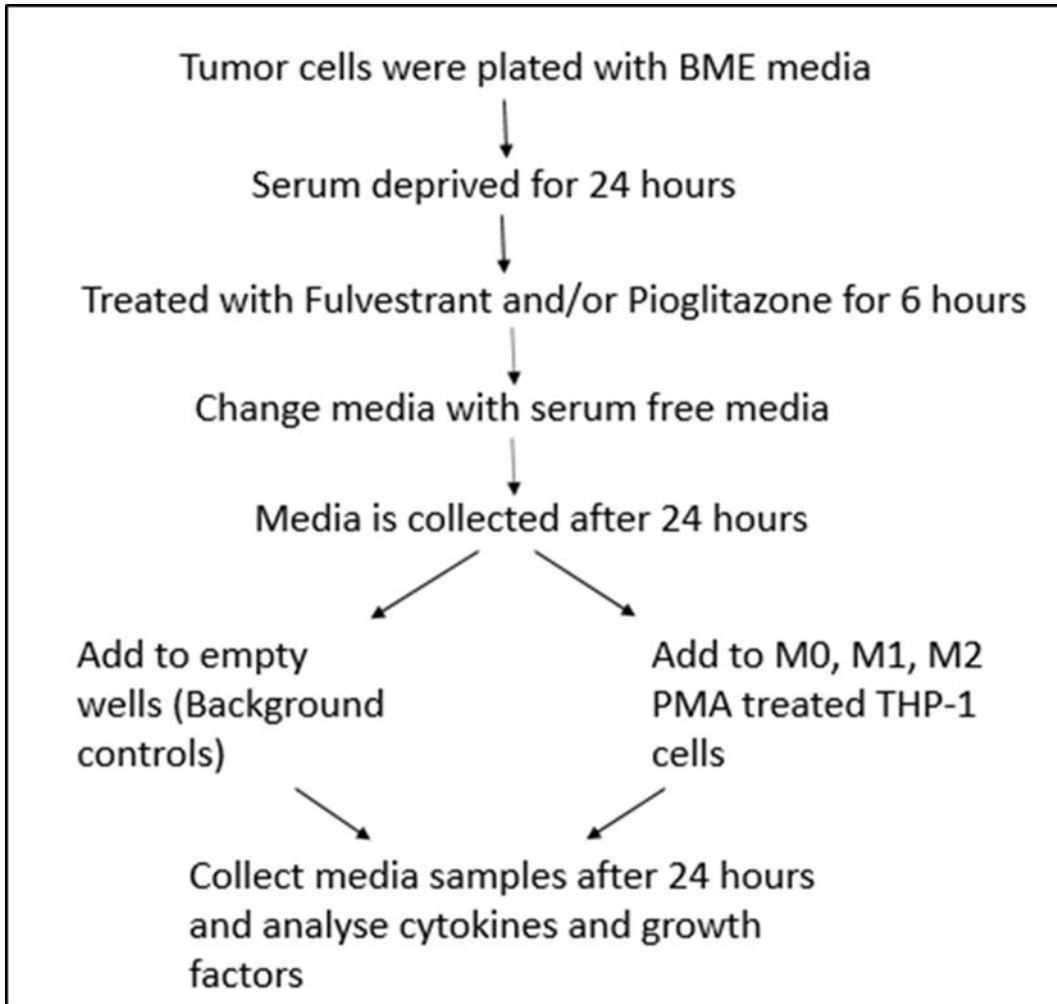 Tumor cells were plated with BME media
Serum deprived for 24 hours
Treated with Fulvestrant and/or Pioglitazone for 6 hours
Change media with serum free media
Media is collected after 24 hours
Add to empty
wells (Background
controls)
Add to M0, M1, M2
PMA treated THP-1
cells
Collect media samples after 24 hours
and analyse cytokines and growth
factors